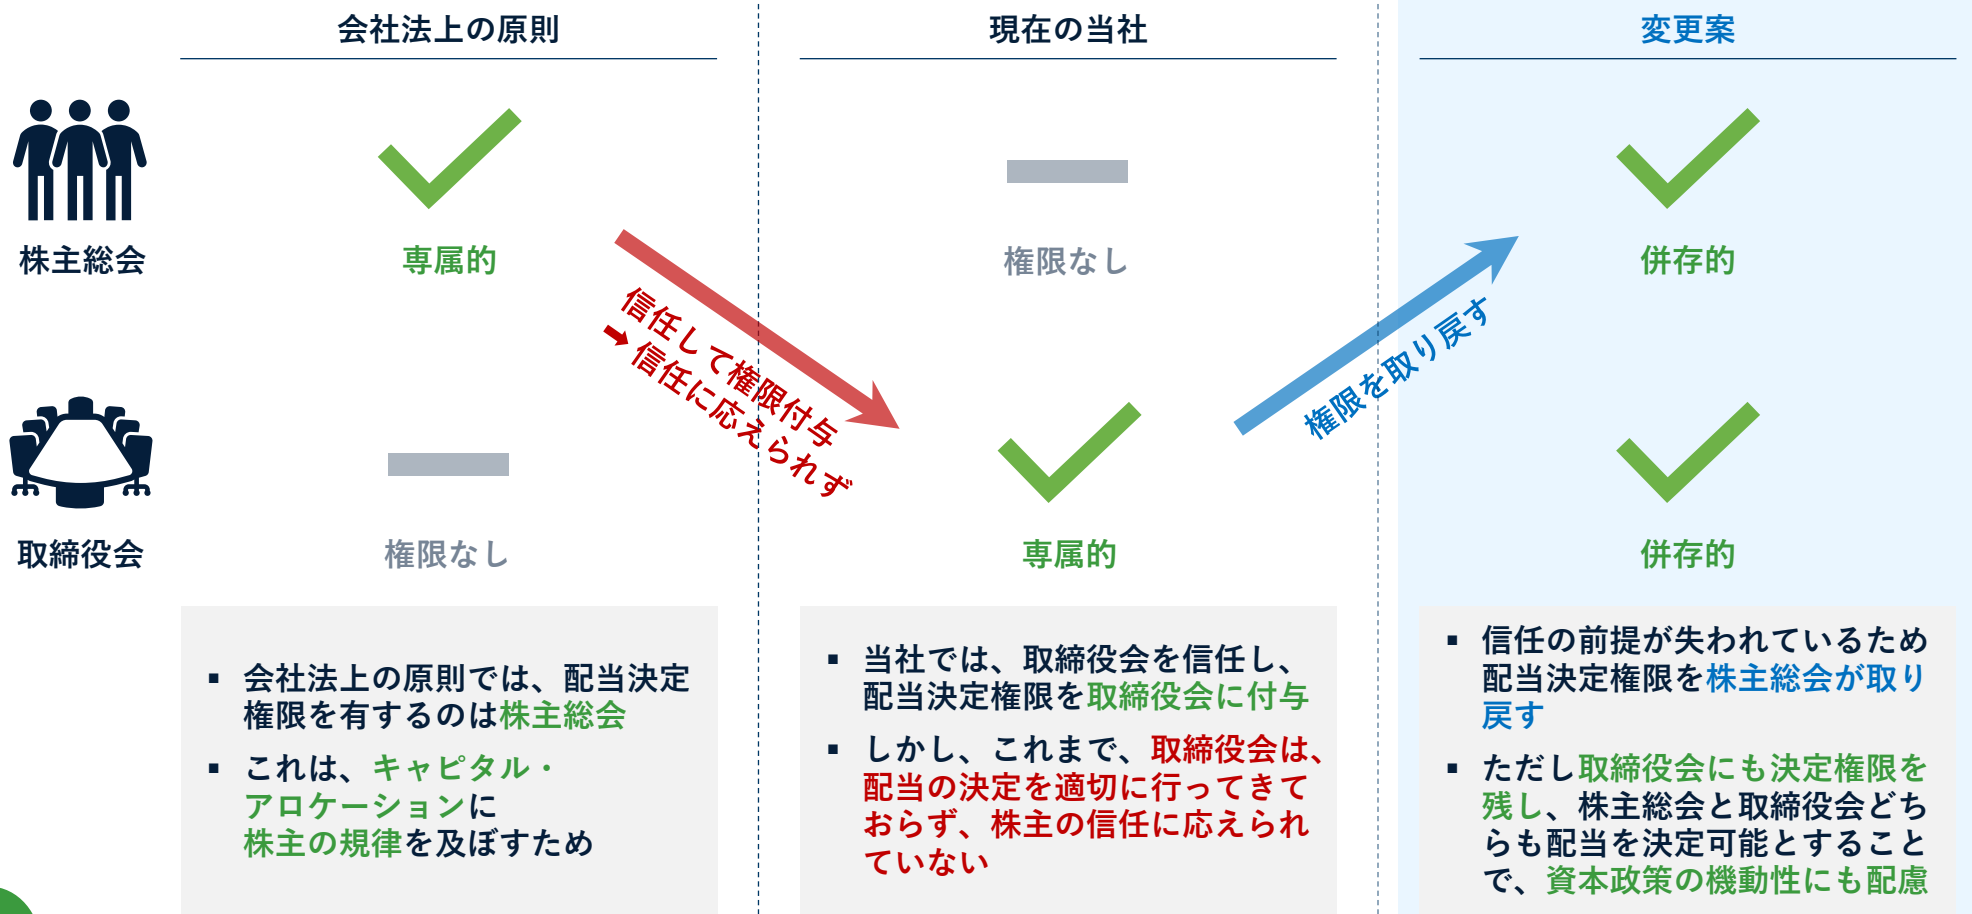 会社法上の原則
現在の当社
変更案
株主総会
専属的
権限なし
併存的
信任して権限付与
➡信任に応えられず
権限を取り戻す
取締役会
権限なし
専属的
併存的
▪ 会社法上の原則では、配当決定
権限を有するのは株主総会
▪ これは、キャピタル・
アロケーションに
株主の規律を及ぼすため
▪ 当社では、取締役会を信任し、
配当決定権限を取締役会に付与
▪ しかし、これまで、取締役会は、
配当の決定を適切に行ってきて
おらず、株主の信任に応えられ
ていない
▪ 信任の前提が失われているため
配当決定権限を株主総会が取り
戻す
▪ ただし取締役会にも決定権限を
残し、株主総会と取締役会どち
らも配当を決定可能とすること
で、資本政策の機動性にも配慮